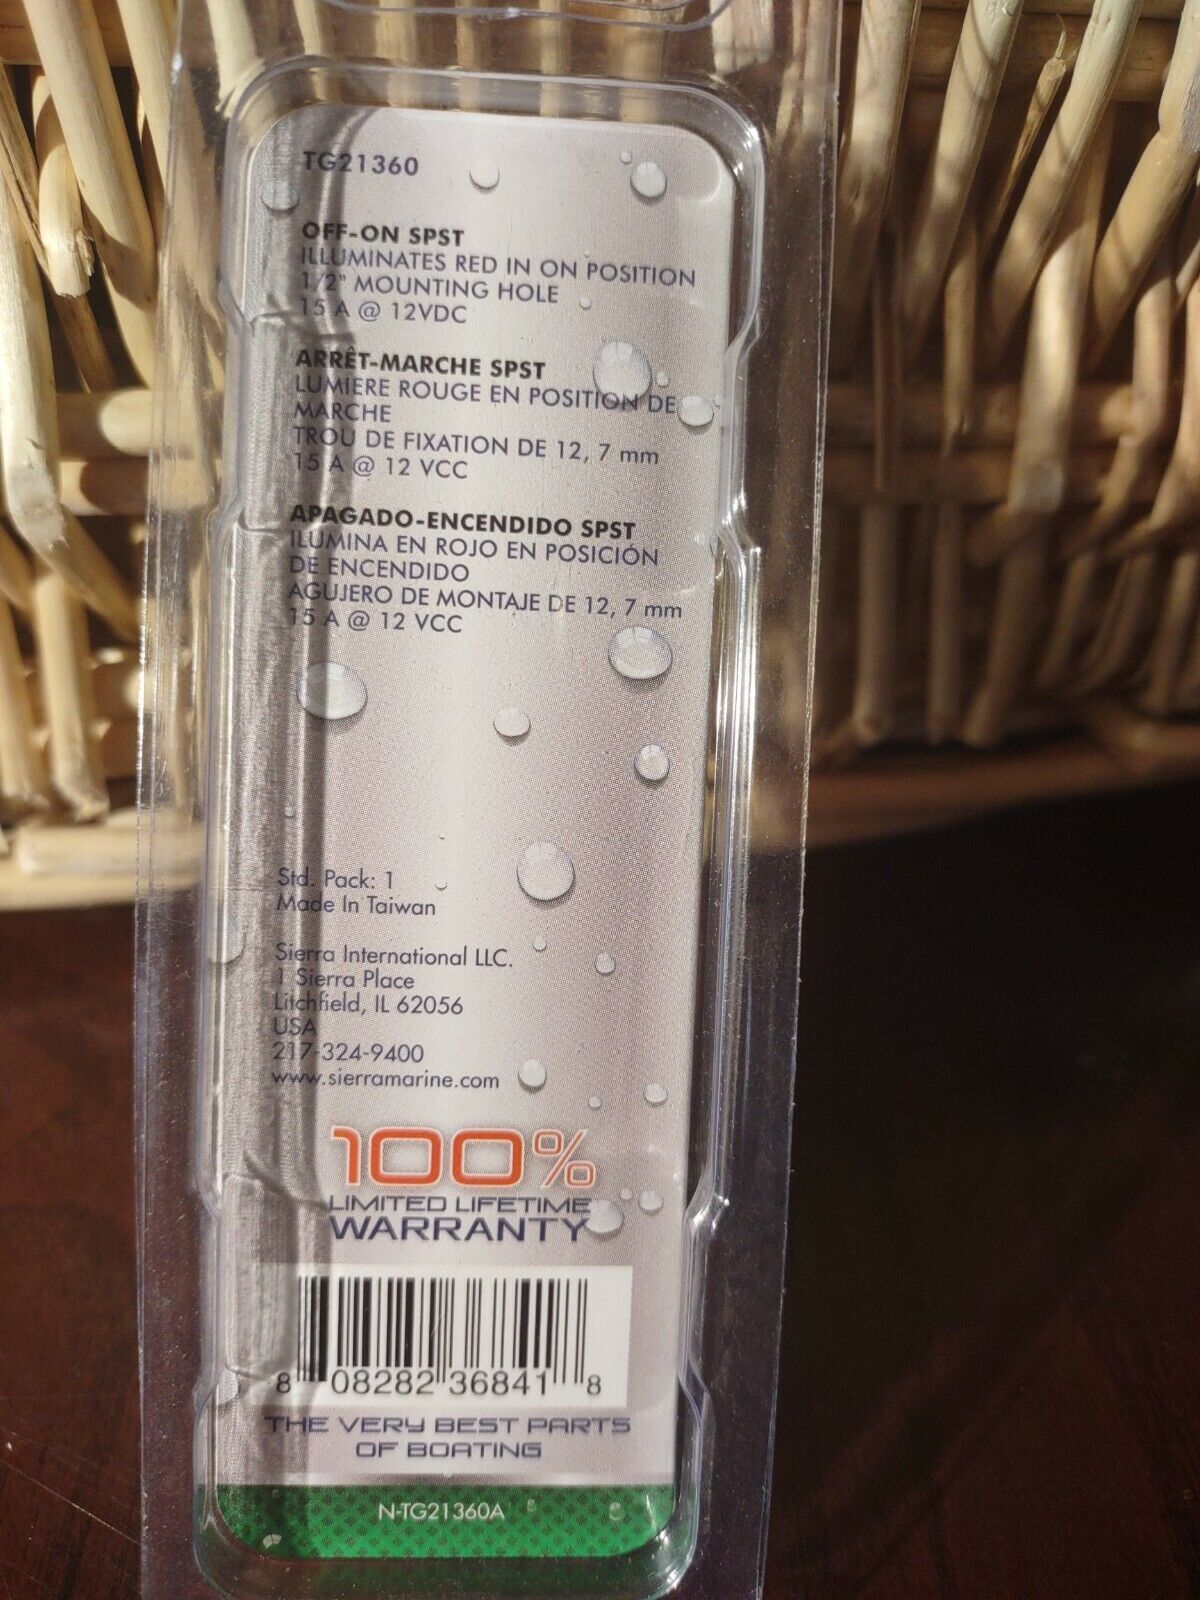 TG21360
OFF-ON SPST
ILLUMINATES RED IN ON POSITION
1/2" MOUNTING HOLE
15 A @ 12VDC
ARRÊT-MARCHE SPST
LUMIERE ROUGE EN POSITION DE
MARCHE
TROU DE FIXATION DE 12, 7 mm
15 A @ 12 VCC
APAGADO-ENCENDIDO SPST
ILUMINA EN ROJO EN POSICIÓN
DE ENCENDIDO
AGUJERO DE MONTAJE DE 12, 7 mm
15 A @ 12 VCC
Std. Pack: 1
Made In Taiwan
Sierra International LLC.
1 Sierra Place
Litchfield, IL 62056
USA
217-324-9400
www.sierramarine.com
100%
LIMITED LIFETIME
WARRANTY
8 08282 36841 8
THE VERY BEST PARTS
OF BOATING
N-TG21360A